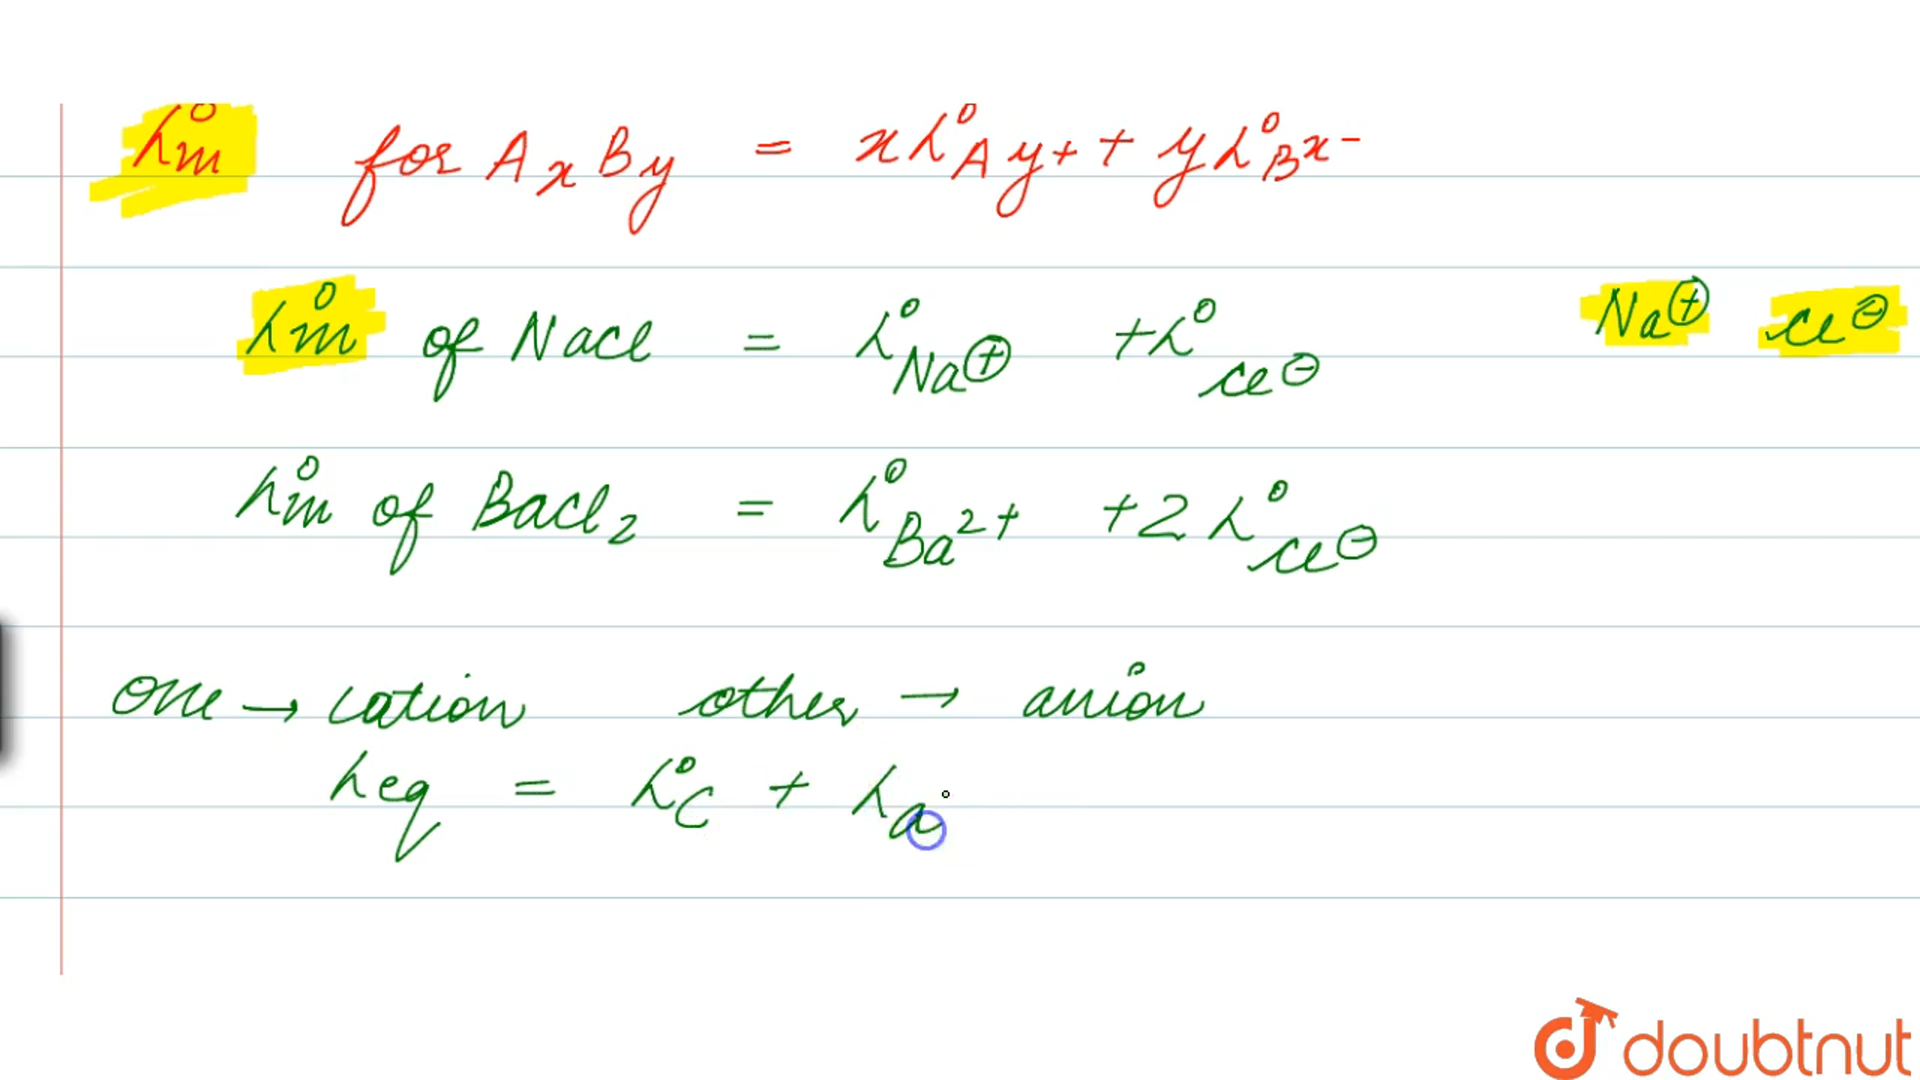 λ°m for AxBy = xλ°Ay+ + yλ°Bx-
λ°m of NaCl = λ°Na⊕ + λ°Cl⊖ Na⊕ Cl⊖
λ°m of BaCl2 = λ°Ba2+ + 2λ°Cl⊖
One → cation other → anion
λeq = λ°C + λa
doubtnut